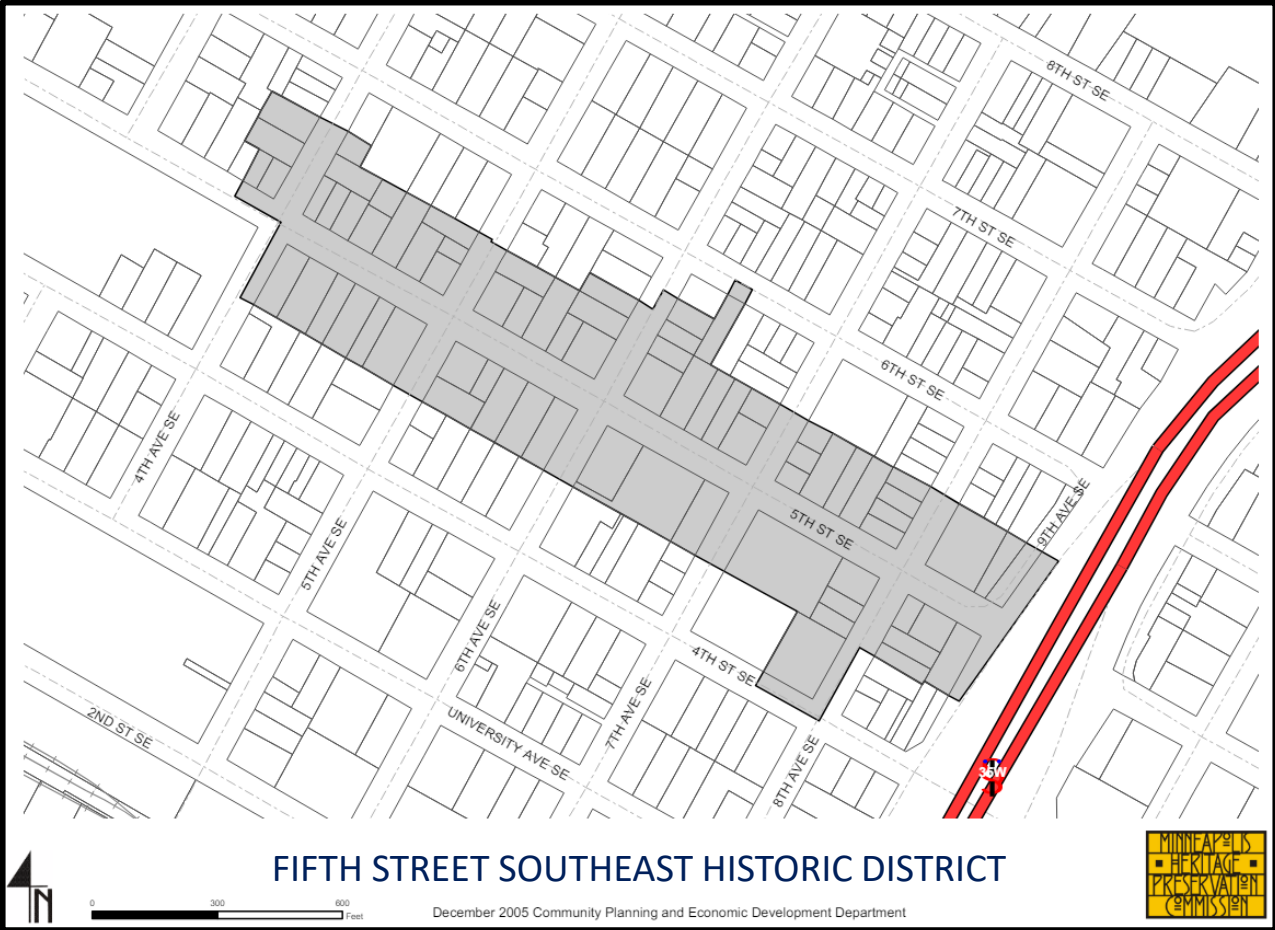 8TH ST SE
7TH ST SE
6TH ST SE
4TH AVE SE
9TH AVE SE
5TH ST SE
5TH AVE SE
6TH AVE SE
4TH ST SE
7TH AVE SE
2ND ST SE
UNIVERSITY AVE SE
8TH AVE SE
35W
FIFTH STREET SOUTHEAST HISTORIC DISTRICT
N
0 300 600
Feet
December 2005 Community Planning and Economic Development Department
MINNEAPOLIS
HERITAGE
PRESERVATION
COMMISSION